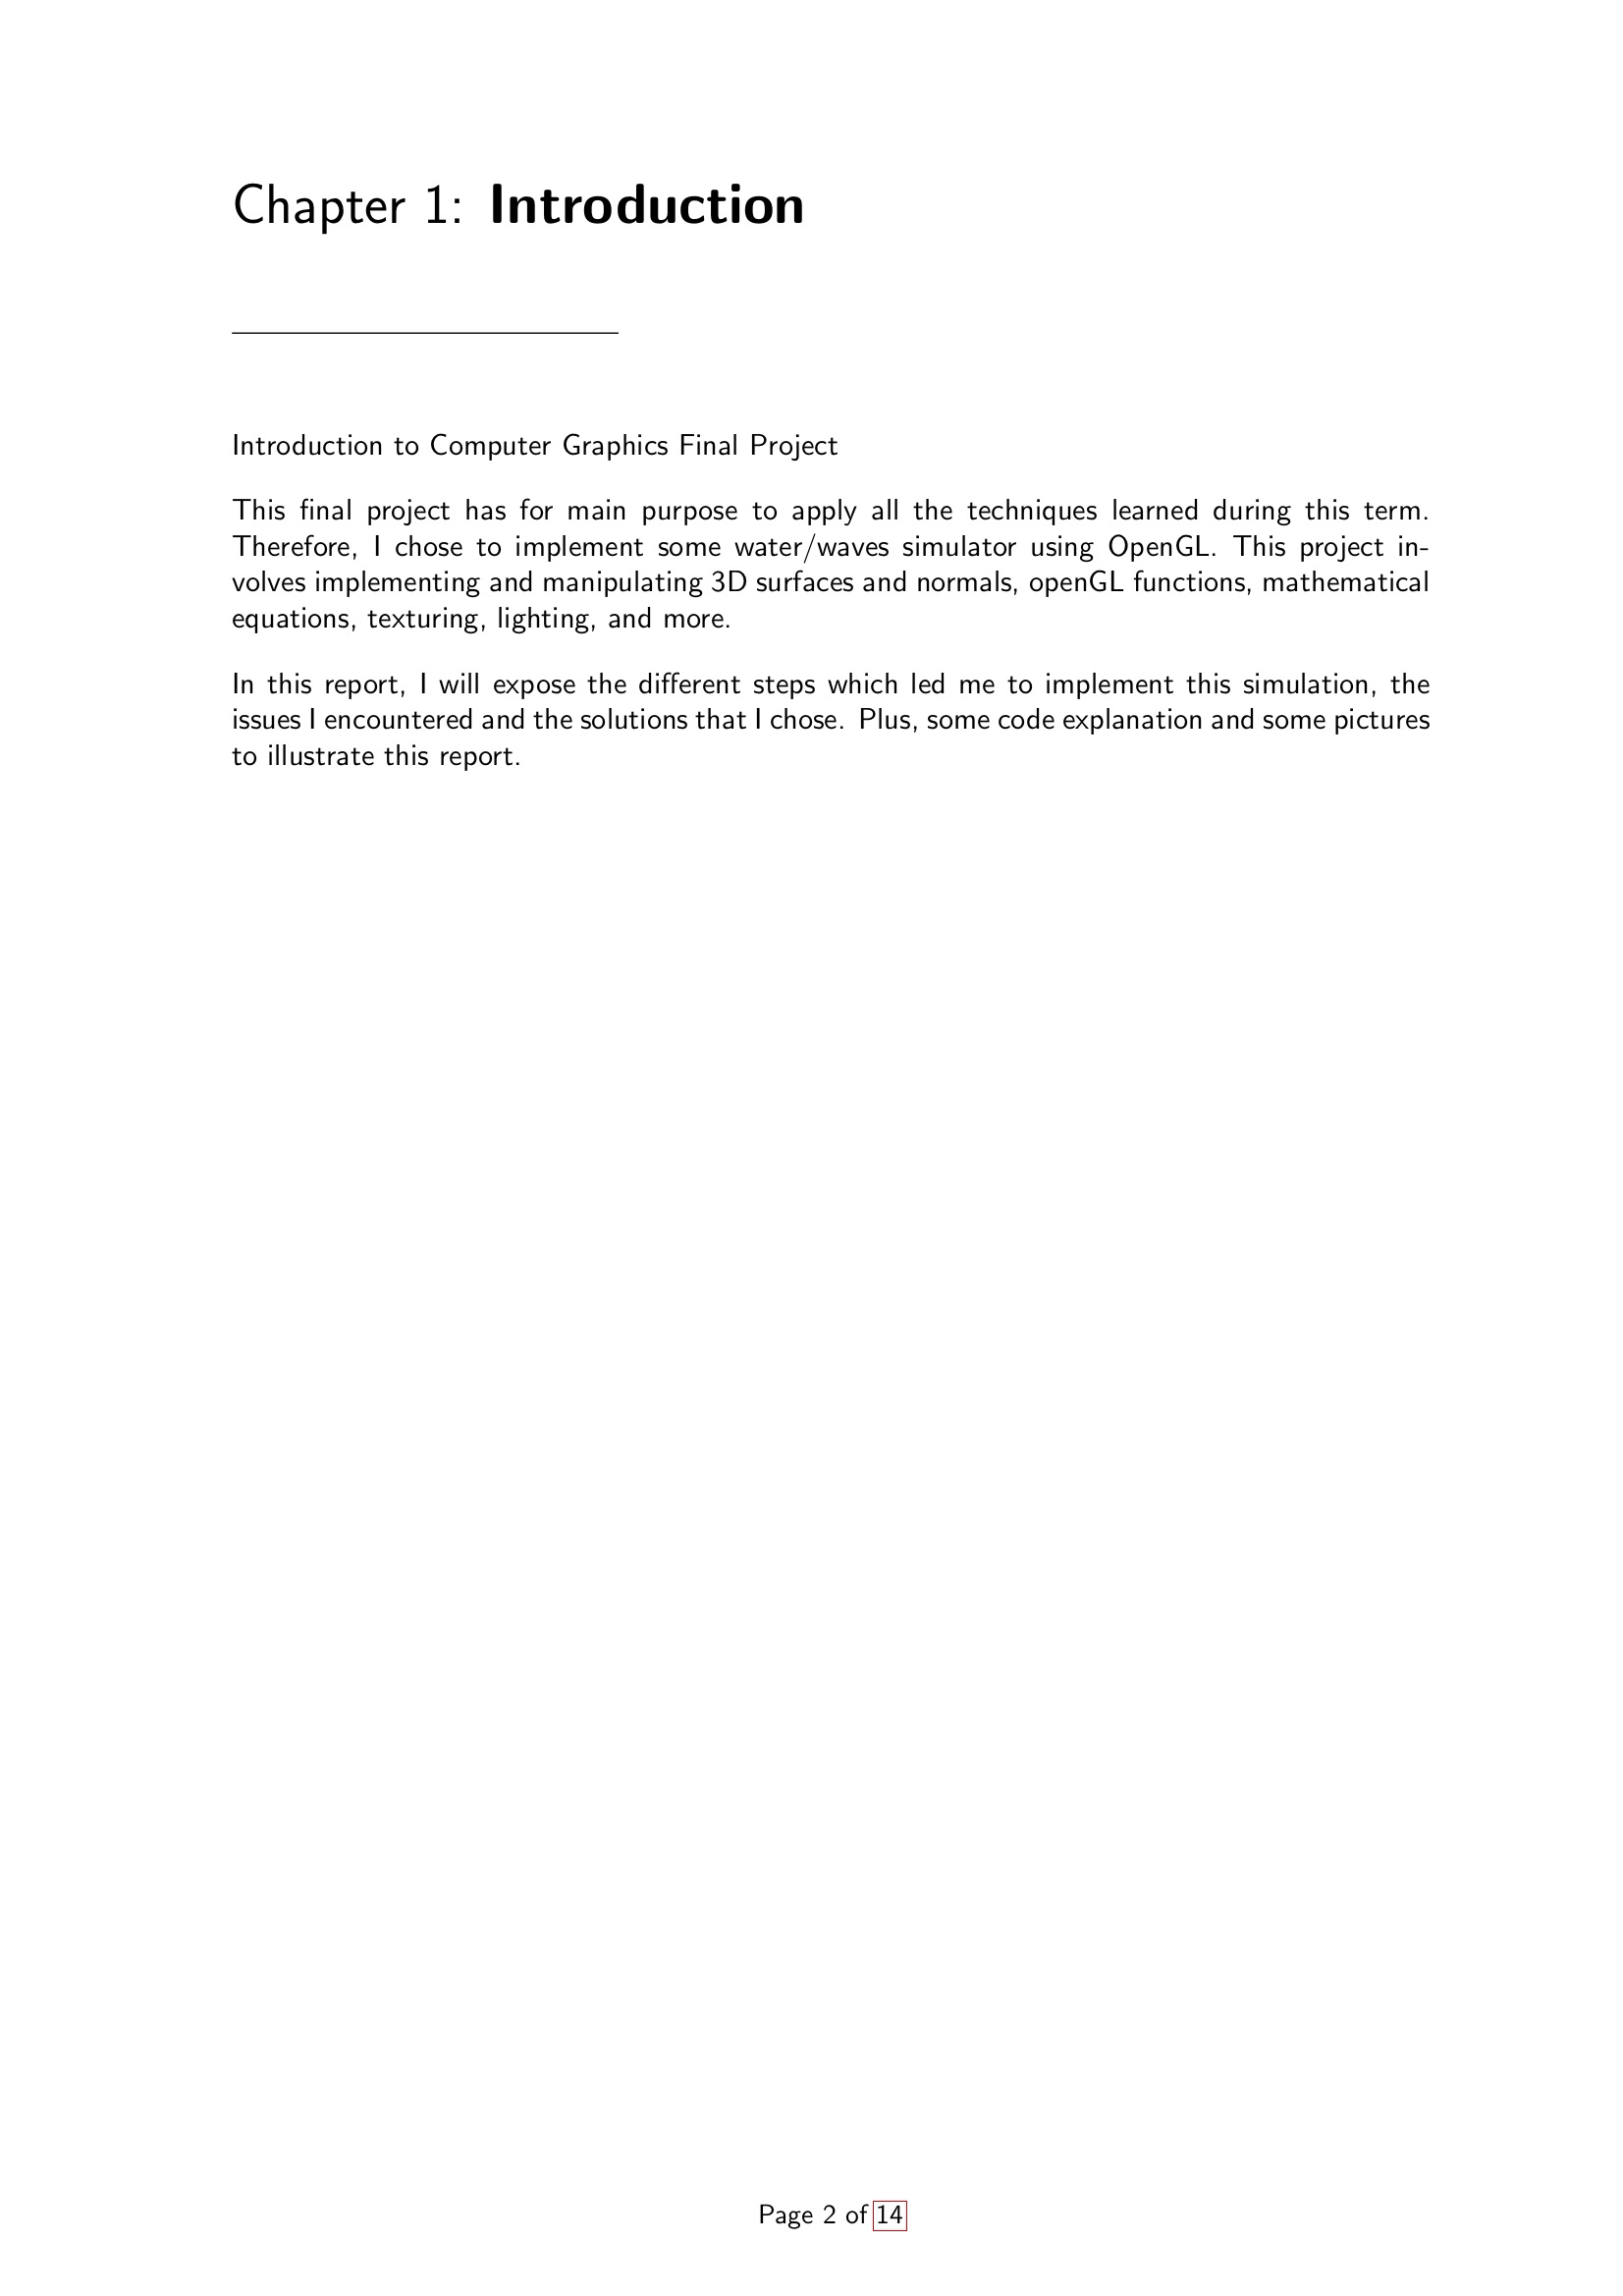 Chapter 1: Introduction
Introduction to Computer Graphics Final Project
This final project has for main purpose to apply all the techniques learned during this term.
Therefore, I chose to implement some water/waves simulator using OpenGL. This project in-
volves implementing and manipulating 3D surfaces and normals, openGL functions, mathematical
equations, texturing, lighting, and more.
In this report, I will expose the different steps which led me to implement this simulation, the
issues I encountered and the solutions that I chose. Plus, some code explanation and some pictures
to illustrate this report.
Page 2 of 14